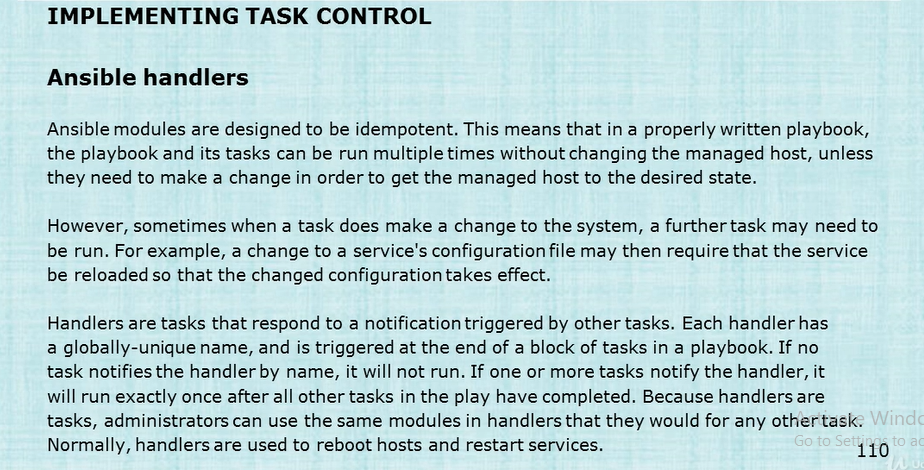 IMPLEMENTING TASK CONTROL
Ansible handlers
Ansible modules are designed to be idempotent. This means that in a properly written playbook,
the playbook and its tasks can be run multiple times without changing the managed host, unless
they need to make a change in order to get the managed host to the desired state.
However, sometimes when a task does make a change to the system, a further task may need to
be run. For example, a change to a service's configuration file may then require that the service
be reloaded so that the changed configuration takes effect.
Handlers are tasks that respond to a notification triggered by other tasks. Each handler has
a globally-unique name, and is triggered at the end of a block of tasks in a playbook. If no
task notifies the handler by name, it will not run. If one or more tasks notify the handler, it
will run exactly once after all other tasks in the play have completed. Because handlers are
tasks, administrators can use the same modules in handlers that they would for any other task.
Normally, handlers are used to reboot hosts and restart services.
Activate Windo
Go to Settings to ac
110